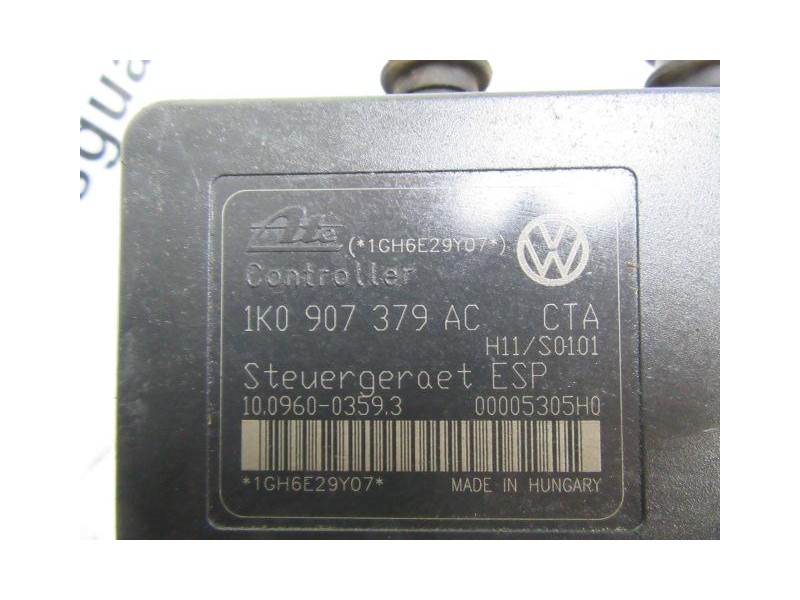 Ate (*1GH6E29Y07*)
Controller
1K0 907 379 AC CTA
H11/S0101
Steuergeraet ESP
10.0960-0359.3 00005305H0
*1GH6E29Y07* MADE IN HUNGARY